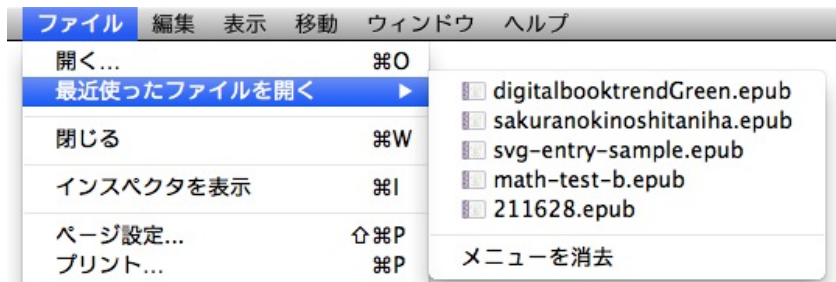 ファイル 編集 表示 移動 ウィンドウ ヘルプ
開く... ⌘O
最近使ったファイルを開く ▶
閉じる ⌘W
インスペクタを表示 ⌘I
ページ設定... ⇧⌘P
プリント... ⌘P
digitalbooktrendGreen.epub
sakuranokinoshitaniha.epub
svg-entry-sample.epub
math-test-b.epub
211628.epub
メニューを消去